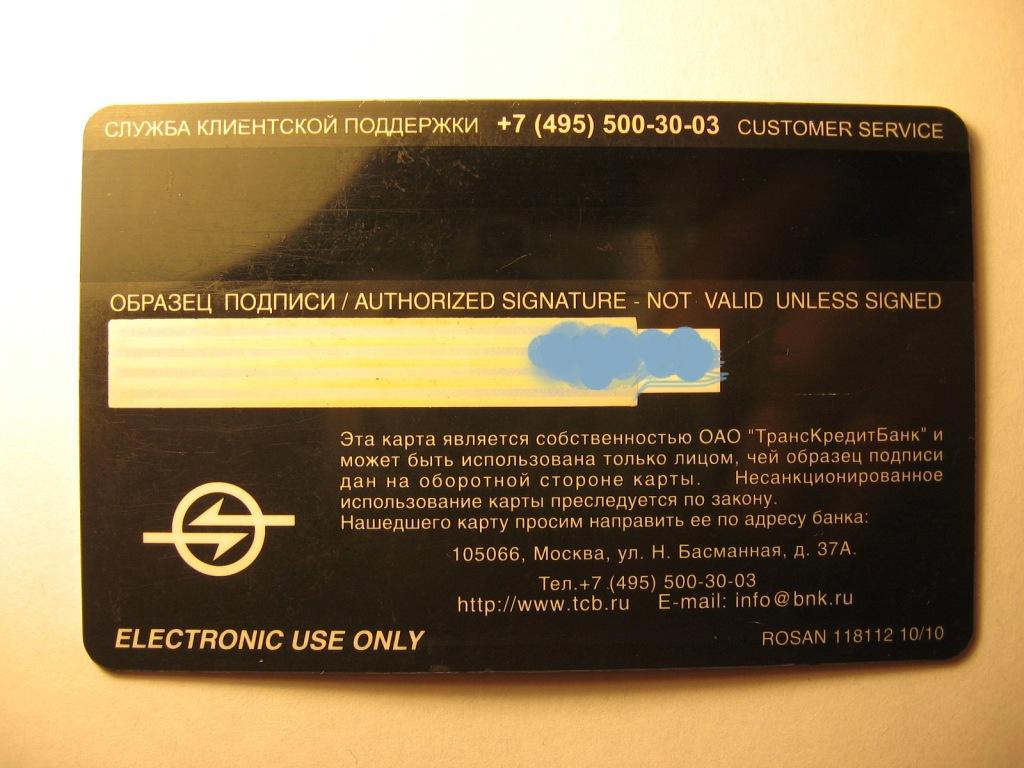 СЛУЖБА КЛИЕНТСКОЙ ПОДДЕРЖКИ +7 (495) 500-30-03 CUSTOMER SERVICE
ОБРАЗЕЦ ПОДПИСИ / AUTHORIZED SIGNATURE - NOT VALID UNLESS SIGNED
Эта карта является собственностью ОАО "ТрансКредитБанк" и
может быть использована только лицом, чей образец подписи
дан на оборотной стороне карты. Несанкционированное
использование карты преследуется по закону.
Нашедшего карту просим направить ее по адресу банка:
105066, Москва, ул. Н. Басманная, д. 37А.
Тел.+7 (495) 500-30-03
http://www.tcb.ru E-mail: info@bnk.ru
ELECTRONIC USE ONLY
ROSAN 118112 10/10